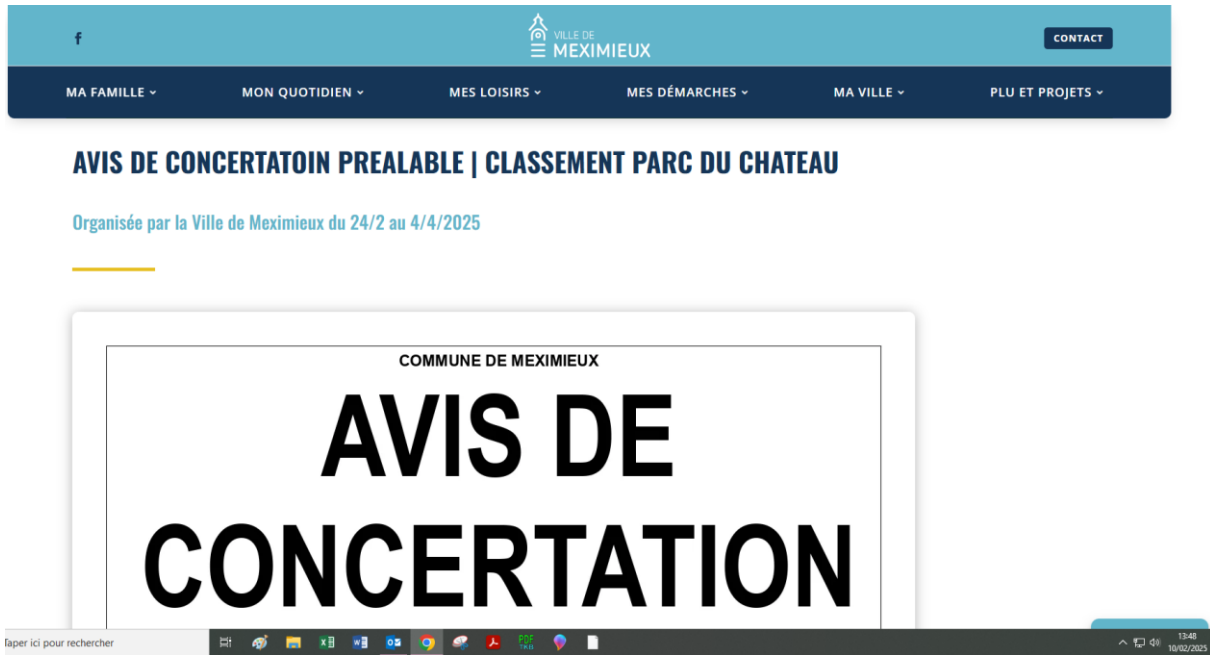 f
VILLE DE
MEXIMIEUX
CONTACT
MA FAMILLE
MON QUOTIDIEN
MES LOISIRS
MES DÉMARCHES
MA VILLE
PLU ET PROJETS
AVIS DE CONCERTATOIN PREALABLE | CLASSEMENT PARC DU CHATEAU
Organisée par la Ville de Meximieux du 24/2 au 4/4/2025
COMMUNE DE MEXIMIEUX
AVIS DE
CONCERTATION
Taper ici pour rechercher
13:48
10/02/2025